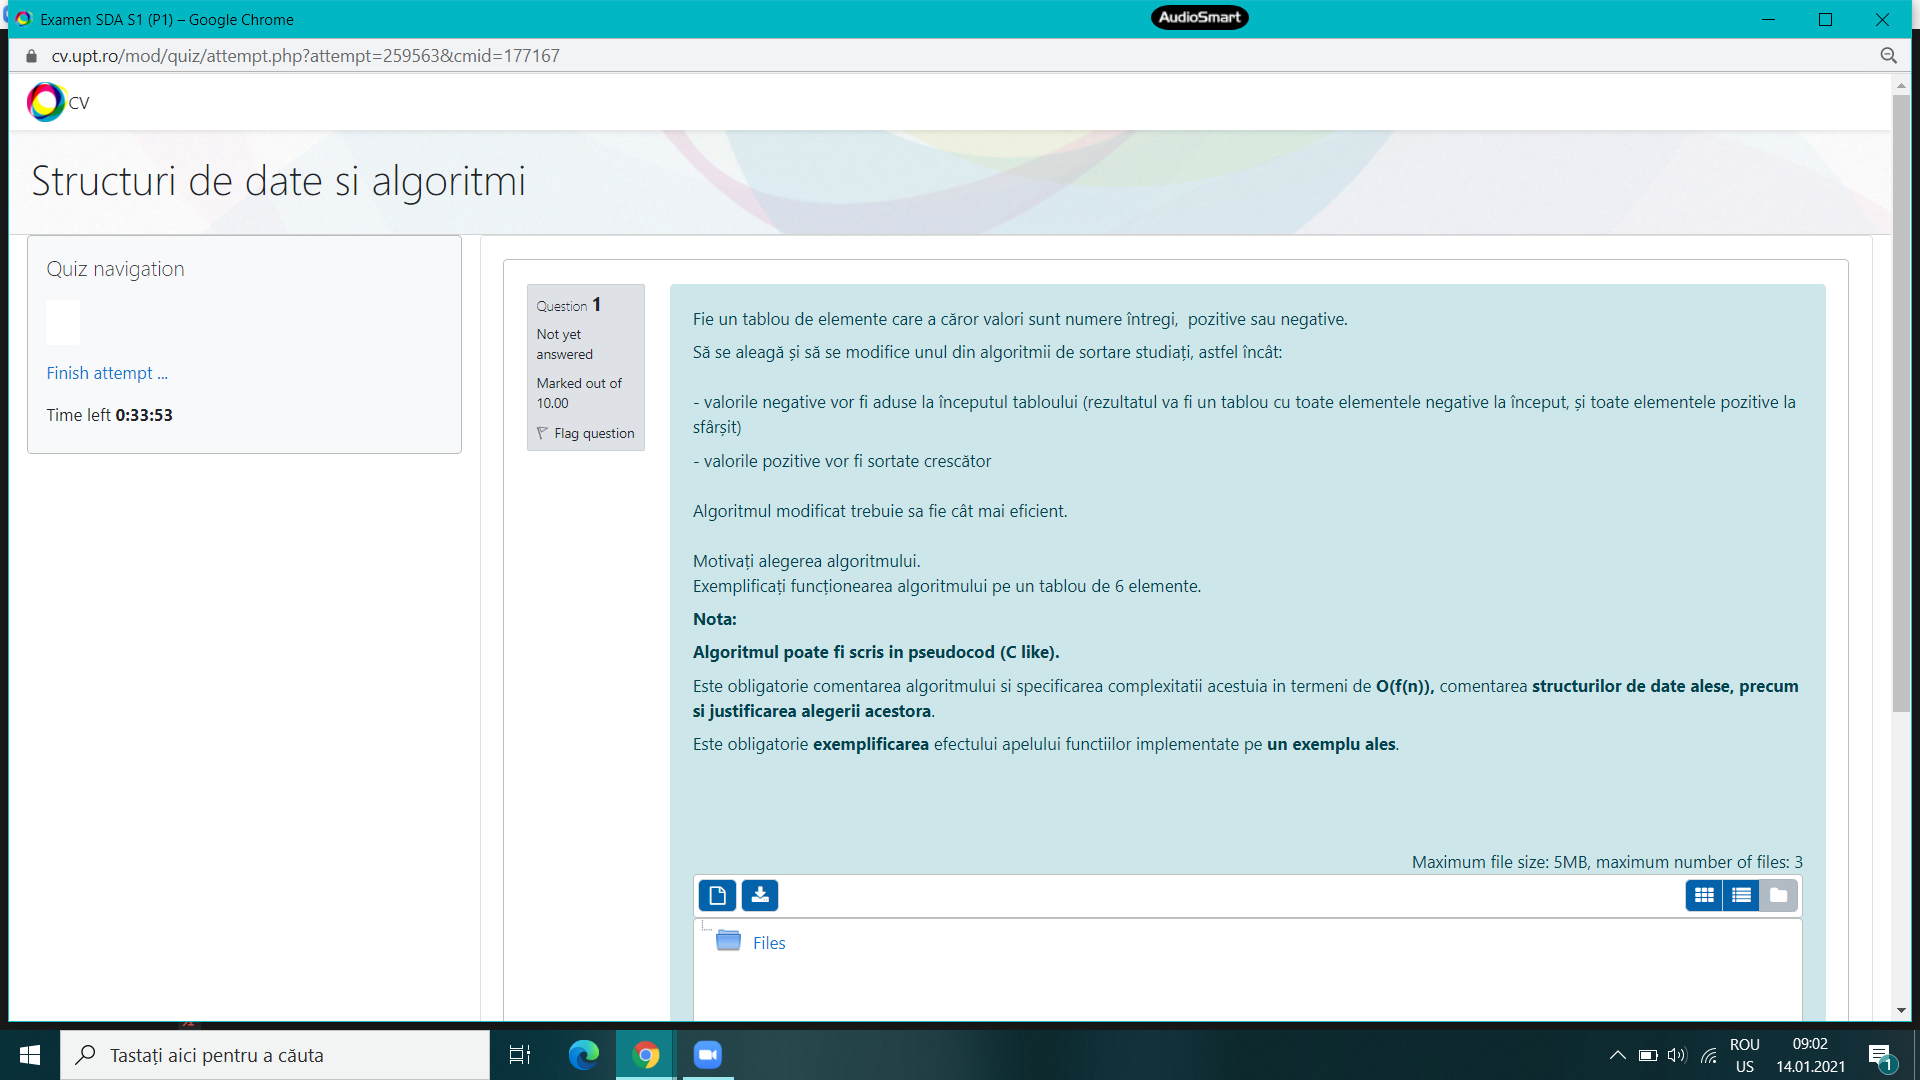 Examen SDA S1 (P1) – Google Chrome
AudioSmart
cv.upt.ro/mod/quiz/attempt.php?attempt=259563&cmid=177167
CV
Structuri de date si algoritmi
Quiz navigation
Finish attempt ...
Time left 0:33:53
Question 1
Not yet
answered
Marked out of
10.00
Flag question
Fie un tablou de elemente care a căror valori sunt numere întregi,  pozitive sau negative.
Să se aleagă și să se modifice unul din algoritmii de sortare studiați, astfel încât:
- valorile negative vor fi aduse la începutul tabloului (rezultatul va fi un tablou cu toate elementele negative la început, și toate elementele pozitive la
sfârșit)
- valorile pozitive vor fi sortate crescător
Algoritmul modificat trebuie sa fie cât mai eficient.
Motivați alegerea algoritmului.
Exemplificați funcționearea algoritmului pe un tablou de 6 elemente.
Nota:
Algoritmul poate fi scris in pseudocod (C like).
Este obligatorie comentarea algoritmului si specificarea complexitatii acestuia in termeni de O(f(n)), comentarea structurilor de date alese, precum
si justificarea alegerii acestora.
Este obligatorie exemplificarea efectului apelului functiilor implementate pe un exemplu ales.
Maximum file size: 5MB, maximum number of files: 3
Files
Tastați aici pentru a căuta
ROU
US
09:02
14.01.2021
1